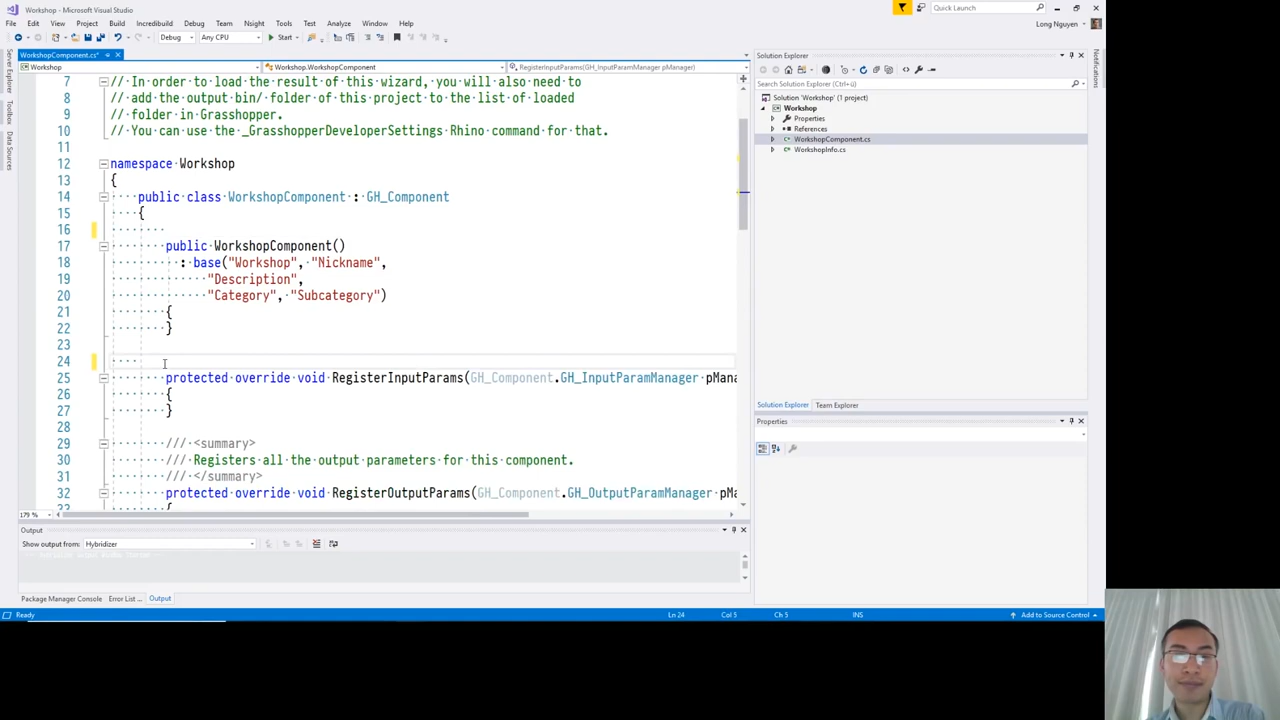 Workshop - Microsoft Visual Studio
Quick Launch
File Edit View Project Build Incredibuild Debug Team Nsight Tools Test Analyze Window Help
Long Nguyen
Debug Any CPU Start
WorkshopComponent.cs*
Workshop Workshop.WorkshopComponent RegisterInputParams(GH_InputParamManager pManager)
Server Explorer
Toolbox
Data Sources
7 // In order to load the result of this wizard, you will also need to
8 // add the output bin/ folder of this project to the list of loaded
9 // folder in Grasshopper.
10 // You can use the _GrasshopperDeveloperSettings Rhino command for that.
11
12 namespace Workshop
13 {
14 public class WorkshopComponent : GH_Component
15 {
16
17 public WorkshopComponent()
18 : base("Workshop", "Nickname",
19 "Description",
20 "Category", "Subcategory")
21 {
22 }
23
24
25 protected override void RegisterInputParams(GH_Component.GH_InputParamManager pMana
26 {
27 }
28
29 /// <summary>
30 /// Registers all the output parameters for this component.
31 /// </summary>
32 protected override void RegisterOutputParams(GH_Component.GH_OutputParamManager pM
{
179 %
Output
Show output from: Hybridizer
Package Manager Console Error List ... Output
Solution Explorer
Search Solution Explorer (Ctrl+ü)
Solution 'Workshop' (1 project)
Workshop
Properties
References
WorkshopComponent.cs
WorkshopInfo.cs
Solution Explorer Team Explorer
Properties
Notifications
Ready Ln 24 Col 5 Ch 5 INS Add to Source Control